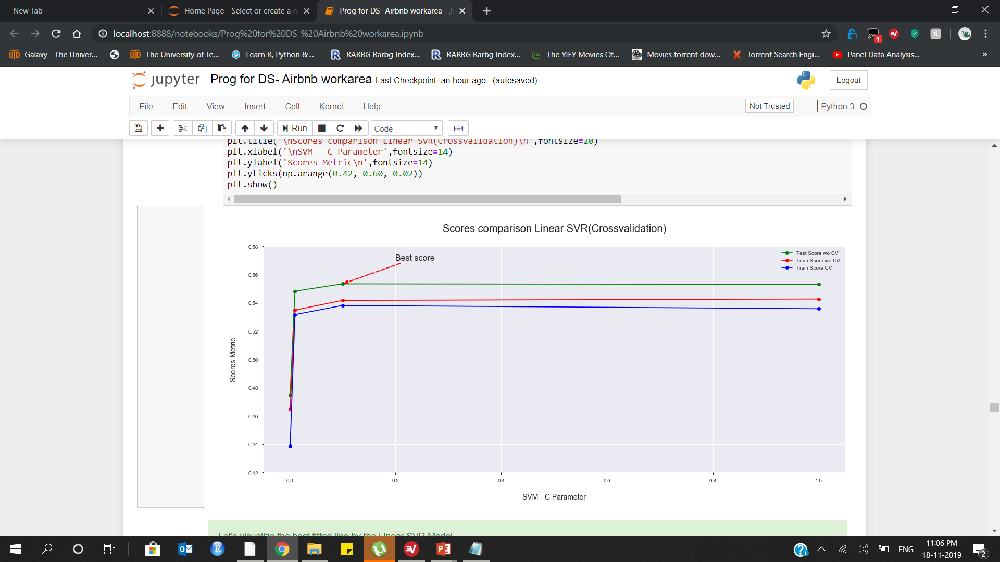 New Tab
Home Page - Select or create a n
Prog for DS- Airbnb workarea - J
localhost:8888/notebooks/Prog%20for%20DS-%20Airbnb%20workarea.ipynb
1
Galaxy - The Univer...
The University of Te...
Learn R, Python &...
RARBG Rarbg Index...
RARBG Rarbg Index...
The YIFY Movies Of...
Movies torrent dow...
Torrent Search Engi...
Panel Data Analysis...
»
jupyter Prog for DS- Airbnb workarea Last Checkpoint: an hour ago (autosaved)
Logout
File Edit View Insert Cell Kernel Help
Not Trusted
Python 3
Run
Code
plt.title( '\nScores comparison Linear SVR(Crossvalidation)\n',fontsize=20)
plt.xlabel('\nSVM - C Parameter',fontsize=14)
plt.ylabel('Scores Metric\n',fontsize=14)
plt.yticks(np.arange(0.42, 0.60, 0.02))
plt.show()
Scores comparison Linear SVR(Crossvalidation)
0.58
0.56
0.54
0.52
0.50
0.48
0.46
0.44
0.42
Scores Metric
Best score
Test Score wo CV
Train Score wo CV
Train Score CV
0.0 0.2 0.4 0.6 0.8 1.0
SVM - C Parameter
Let's visualize the best fitted line by the Linear SVR Model
ENG
11:06 PM
18-11-2019
2